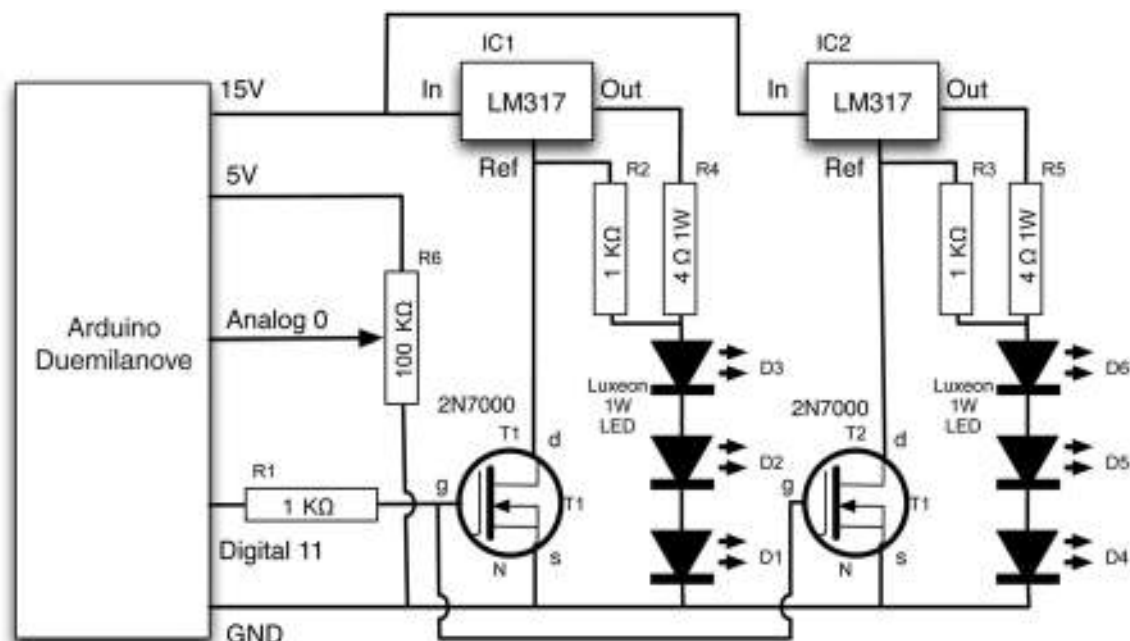 IC1
IC2
15V
In
LM317
Out
In
LM317
Out
5V
Ref
R2
R4
Ref
R3
R5
1 KΩ
4 Ω 1W
1 KΩ
4 Ω 1W
R6
100 KΩ
Arduino
Duemilanove
Analog 0
D3
Luxeon
1W
LED
D6
Luxeon
1W
LED
2N7000
T1
d
2N7000
T2
d
D2
D5
R1
1 KΩ
g
T1
g
T1
Digital 11
N
s
D1
N
s
D4
GND